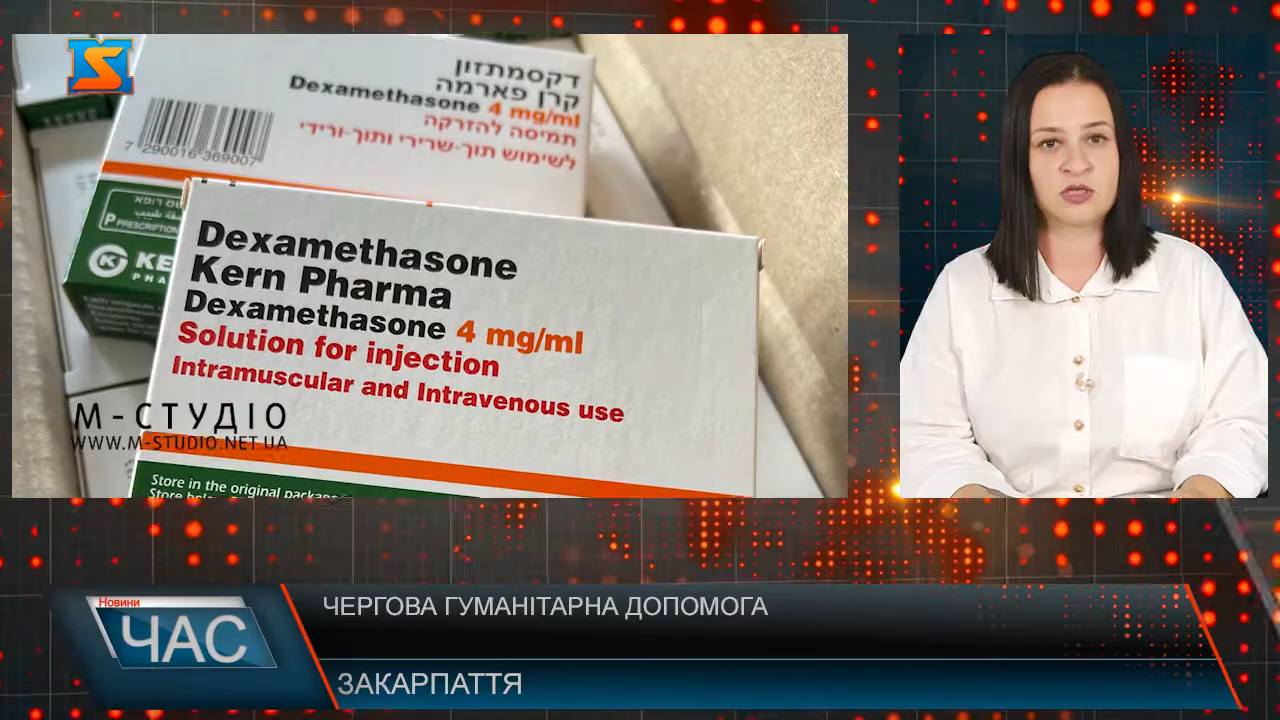 דקסמתזון
קרן פארמה
Dexamethasone 4 mg/ml
תמיסה להזרקה
לשימוש תוך-שרירי ותוך-ורידי
7 290016 369007
PRESCRIPTION
KE
PHA
Dexamethasone
Kern Pharma
Dexamethasone 4 mg/ml
Solution for injection
Intramuscular and Intravenous use
М-СТУДІО
WWW.M-STUDIO.NET.UA
Store in the original package
Новини
ЧАС
ЧЕРГОВА ГУМАНІТАРНА ДОПОМОГА
ЗАКАРПАТТЯ